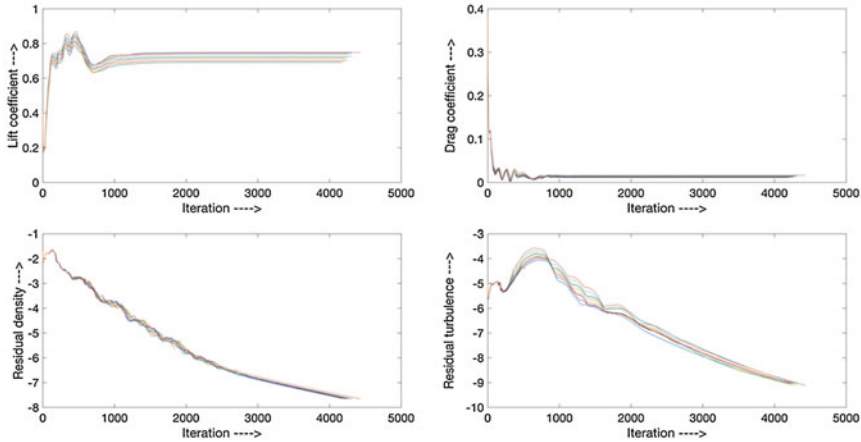 1
0.8
0.6
0.4
0.2
0
Lift coefficient --->
0 1000 2000 3000 4000 5000
Iteration ---->
0.4
0.3
0.2
0.1
0
Drag coefficient --->
0 1000 2000 3000 4000 5000
Iteration ---->
-1
-2
-3
-4
-5
-6
-7
-8
Residual density --->
0 1000 2000 3000 4000 5000
Iteration ---->
-3
-4
-5
-6
-7
-8
-9
-10
Residual turbulence --->
0 1000 2000 3000 4000 5000
Iteration ---->